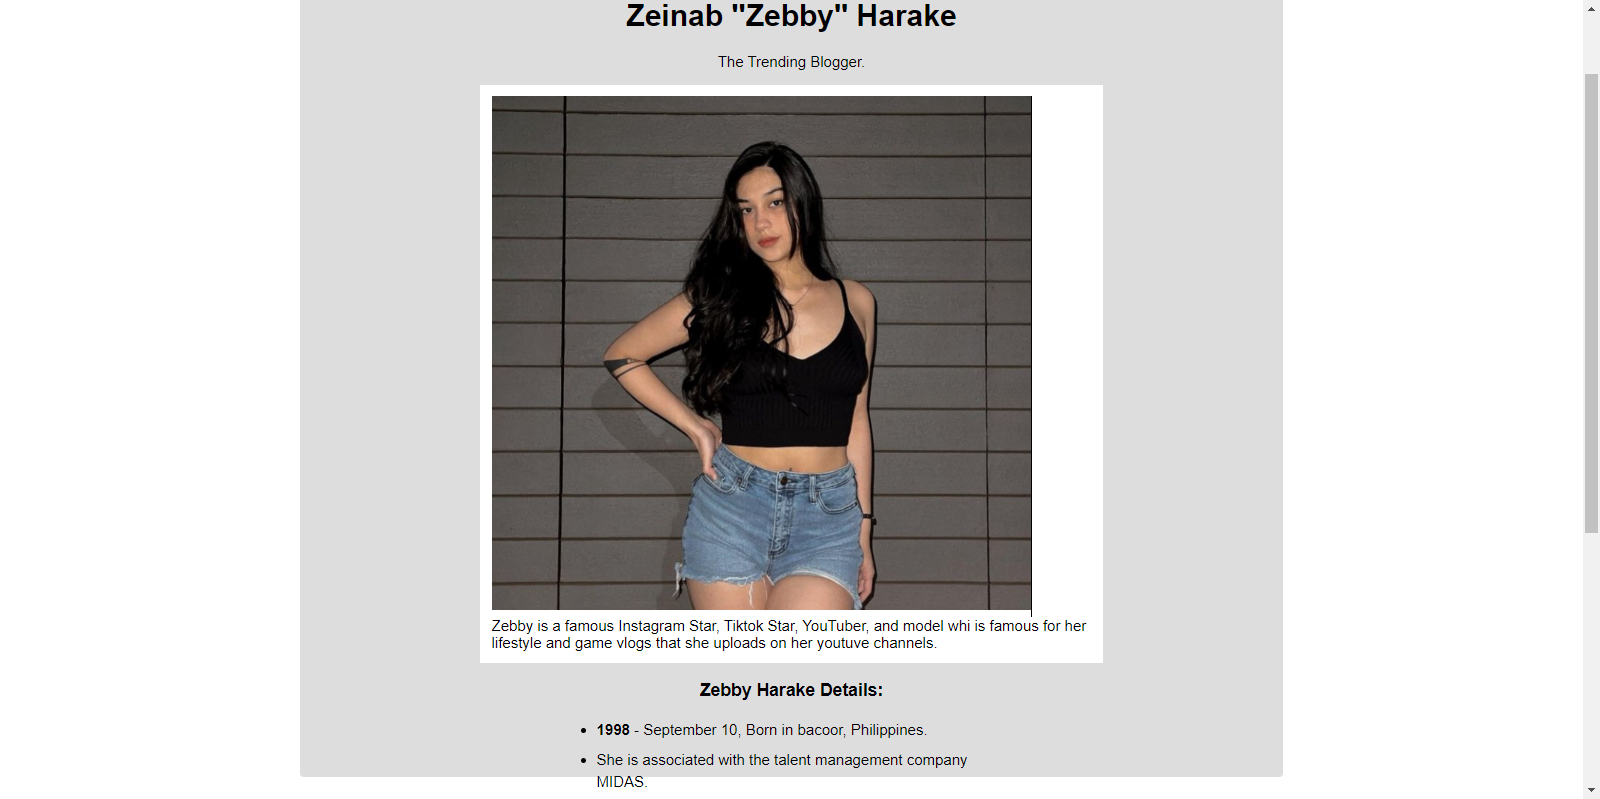 Zeinab "Zebby" Harake
The Trending Blogger.
Zebby is a famous Instagram Star, Tiktok Star, YouTuber, and model whi is famous for her
lifestyle and game vlogs that she uploads on her youtuve channels.
Zebby Harake Details:
• 1998 - September 10, Born in bacoor, Philippines.
• She is associated with the talent management company
MIDAS.